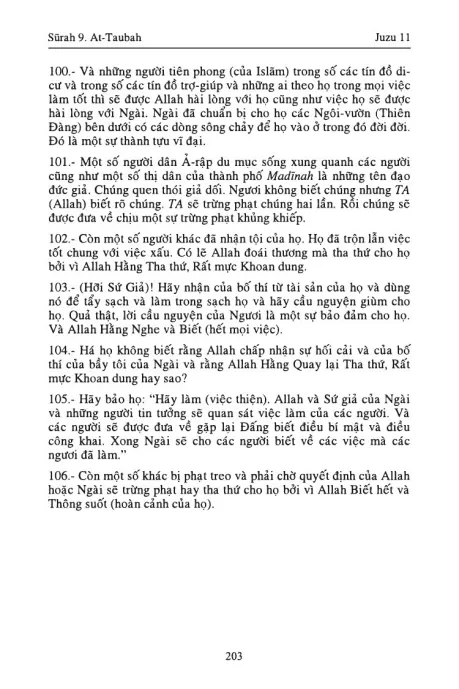 Sūrah 9. At-Taubah Juzu 11
100.- Và những người tiên phong (của Islām) trong số các tín đồ di-
cư và trong số các tín đồ trợ-giúp và những ai theo họ trong mọi việc
làm tốt thì sẽ được Allah hài lòng với họ cũng như việc họ sẽ được
hài lòng với Ngài. Ngài đã chuẩn bị cho họ các Ngôi-vườn (Thiên
Đàng) bên dưới có các dòng sông chảy để họ vào ở trong đó đời đời.
Đó là một sự thành tựu vĩ đại.
101.- Một số người dân Ả-rập du mục sống xung quanh các người
cũng như một số thị dân của thành phố Madīnah là những tên đạo
đức giả. Chúng quen thói giả dối. Ngươi không biết chúng nhưng TA
(Allah) biết rõ chúng. TA sẽ trừng phạt chúng hai lần. Rồi chúng sẽ
được đưa về chịu một sự trừng phạt khủng khiếp.
102.- Còn một số người khác đã nhận tội của họ. Họ đã trộn lẫn việc
tốt chung với việc xấu. Có lẽ Allah đoái thương mà tha thứ cho họ
bởi vì Allah Hằng Tha thứ, Rất mực Khoan dung.
103.- (Hỡi Sứ Giả)! Hãy nhận của bố thí từ tài sản của họ và dùng
nó để tẩy sạch và làm trong sạch họ và hãy cầu nguyện giùm cho
họ. Quả thật, lời cầu nguyện của Ngươi là một sự bảo đảm cho họ.
Và Allah Hằng Nghe và Biết (hết mọi việc).
104.- Há họ không biết rằng Allah chấp nhận sự hối cải và của bố
thí của bầy tôi của Ngài và rằng Allah Hằng Quay lại Tha thứ, Rất
mực Khoan dung hay sao?
105.- Hãy bảo họ: “Hãy làm (việc thiện). Allah và Sứ giả của Ngài
và những người tin tưởng sẽ quan sát việc làm của các người. Và
các người sẽ được đưa về gặp lại Đấng biết điều bí mật và điều
công khai. Xong Ngài sẽ cho các người biết về các việc mà các
ngươi đã làm.”
106.- Còn một số khác bị phạt treo và phải chờ quyết định của Allah
hoặc Ngài sẽ trừng phạt hay tha thứ cho họ bởi vì Allah Biết hết và
Thông suốt (hoàn cảnh của họ).
203